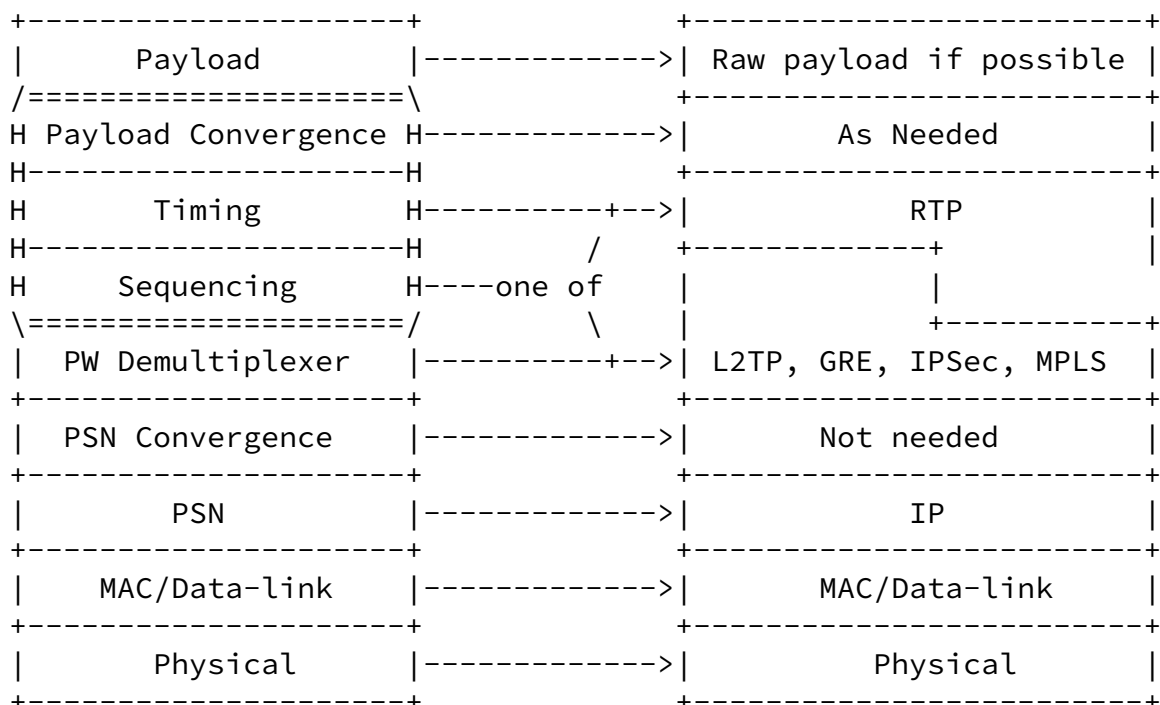 Payload Raw payload if possible
Payload Convergence As Needed
Timing RTP
Sequencing one of
PW Demultiplexer L2TP, GRE, IPSec, MPLS
PSN Convergence Not needed
PSN IP
MAC/Data-link MAC/Data-link
Physical Physical